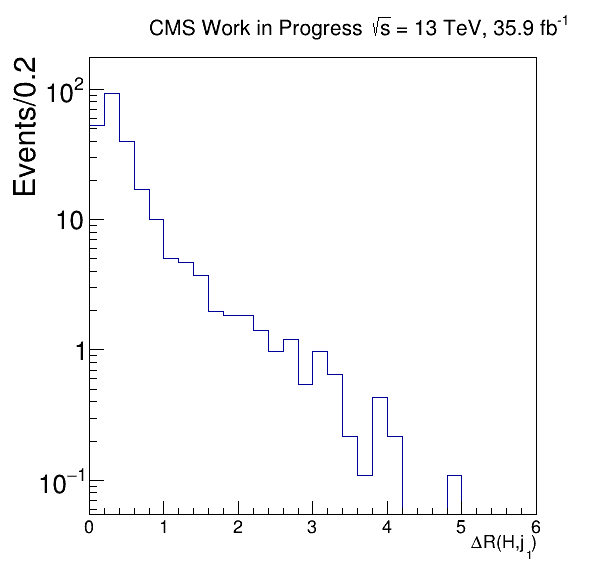 CMS Work in Progress √s = 13 TeV, 35.9 fb⁻¹
Events/0.2
10²
10
1
10⁻¹
0 1 2 3 4 5 6
ΔR(H,j₁)